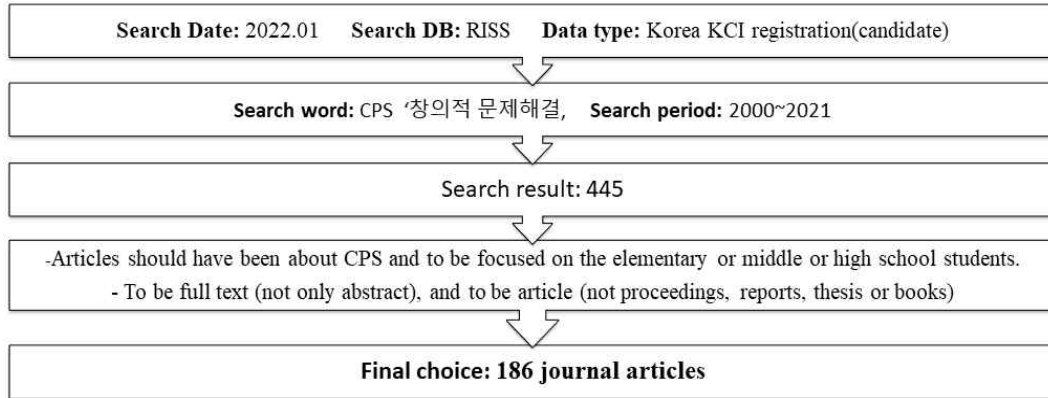 Search Date: 2022.01 Search DB: RISS Data type: Korea KCI registration(candidate)
Search word: CPS ‘창의적 문제해결, Search period: 2000~2021
Search result: 445
-Articles should have been about CPS and to be focused on the elementary or middle or high school students.
- To be full text (not only abstract), and to be article (not proceedings, reports, thesis or books)
Final choice: 186 journal articles